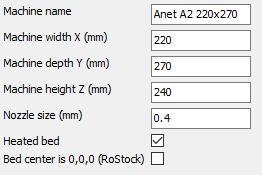 Machine name Anet A2 220x270
Machine width X (mm) 220
Machine depth Y (mm) 270
Machine height Z (mm) 240
Nozzle size (mm) 0.4
Heated bed
Bed center is 0,0,0 (RoStock)